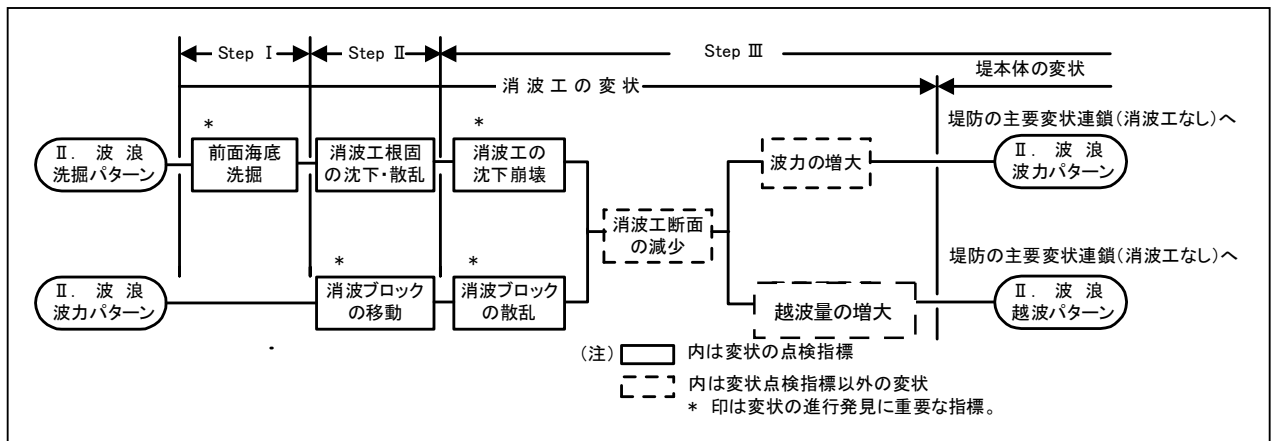 Step Ⅰ
Step Ⅱ
Step Ⅲ
消 波 工 の 変 状
堤本体の変状
堤防の主要変状連鎖(消波工なし)へ
*
*
Ⅱ. 波 浪
洗掘パターン
前面海底
洗掘
消波工根固
の沈下・散乱
消波工の
沈下崩壊
波力の増大
Ⅱ. 波 浪
波力パターン
消波工断面
の減少
堤防の主要変状連鎖(消波工なし)へ
*
*
Ⅱ. 波 浪
波力パターン
消波ブロック
の移動
消波ブロック
の散乱
越波量の増大
Ⅱ. 波 浪
越波パターン
(注)
内は変状の点検指標
内は変状点検指標以外の変状
* 印は変状の進行発見に重要な指標。